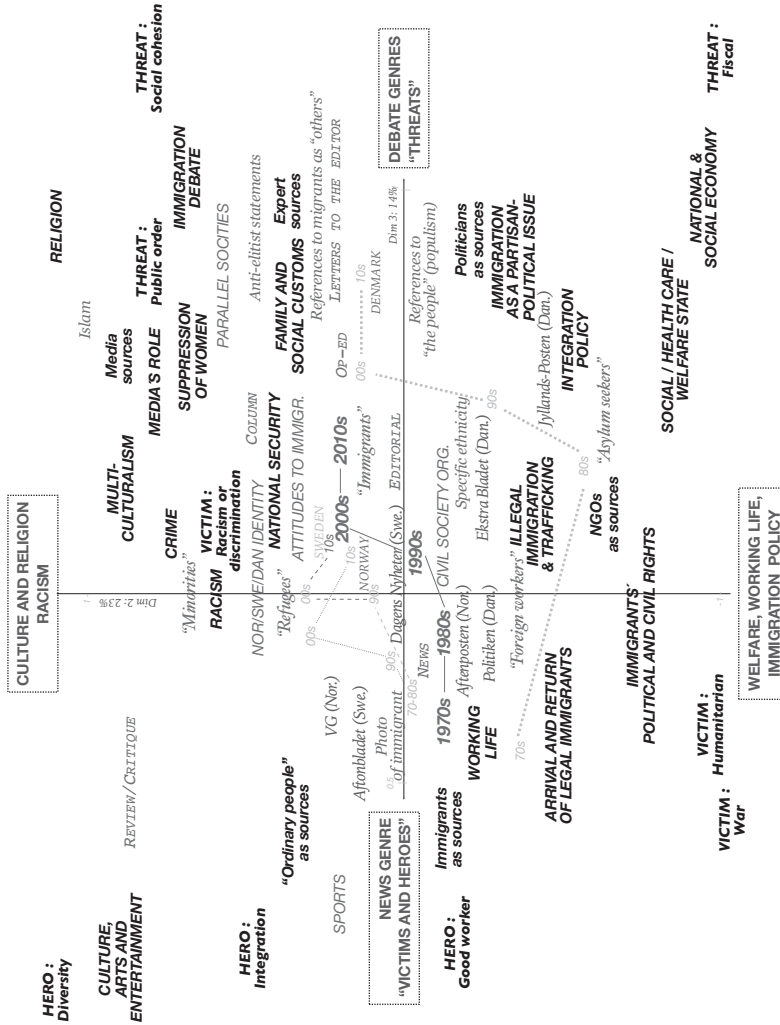 HERO :
Diversity
CULTURE AND RELIGION
RACISM
RELIGION
CULTURE,
ARTS AND
ENTERTAINMENT
REVIEW/CRITIQUE
1
Dim 2: 23%
Islam
Media
sources
MULTI-
CULTURALISM
MEDIA'S ROLE
THREAT :
Public order
THREAT :
Social cohesion
CRIME
"Minorities"
SUPPRESSION
OF WOMEN
IMMIGRATION
DEBATE
RACISM
VICTIM :
Racism or
discrimination
PARALLEL SOCITIES
HERO :
Integration
NOR/SWE/DAN IDENTITY
COLUMN
Anti-elitist statements
"Ordinary people"
as sources
"Refugees"
NATIONAL SECURITY
FAMILY AND
SOCIAL CUSTOMS
Expert
sources
ATTITUDES TO IMMIGR.
References to migrants as "others"
00s
00s
SWEDEN
10s
SPORTS
VG (Nor.)
2000s
2010s
OP-ED
LETTERS TO THE EDITOR
10s
Aftonbladet (Swe.)
NORWAY
"Immigrants"
00s
10s
DENMARK
Photo
of immigrant
90s
90s
Dagens Nyheter (Swe.)
EDITORIAL
0.5
Dim 3: 14%
NEWS GENRE
"VICTIMS AND HEROES"
DEBATE GENRES
"THREATS"
70-80s
NEWS
1990s
References to
"the people" (populism)
1970s
1980s
CIVIL SOCIETY ORG.
Immigrants
as sources
HERO :
Good worker
Aftenposten (Nor.)
Politiken (Dan.)
Specific ethnicity
Ekstra Bladet (Dan.)
Politicians
as sources
WORKING
LIFE
90s
IMMIGRATION
AS A PARTISAN-
POLITICAL ISSUE
70s
"Foreign workers"
ILLEGAL
IMMIGRATION
& TRAFFICKING
Jyllands-Posten (Dan.)
ARRIVAL AND RETURN
OF LEGAL IMMIGRANTS
INTEGRATION
POLICY
80s
NGOs
as sources
"Asylum seekers"
IMMIGRANTS´
POLITICAL AND CIVIL RIGHTS
SOCIAL / HEALTH CARE /
WELFARE STATE
NATIONAL &
SOCIAL ECONOMY
VICTIM :
Humanitarian
THREAT :
Fiscal
VICTIM :
War
-1
WELFARE, WORKING LIFE,
IMMIGRATION POLICY